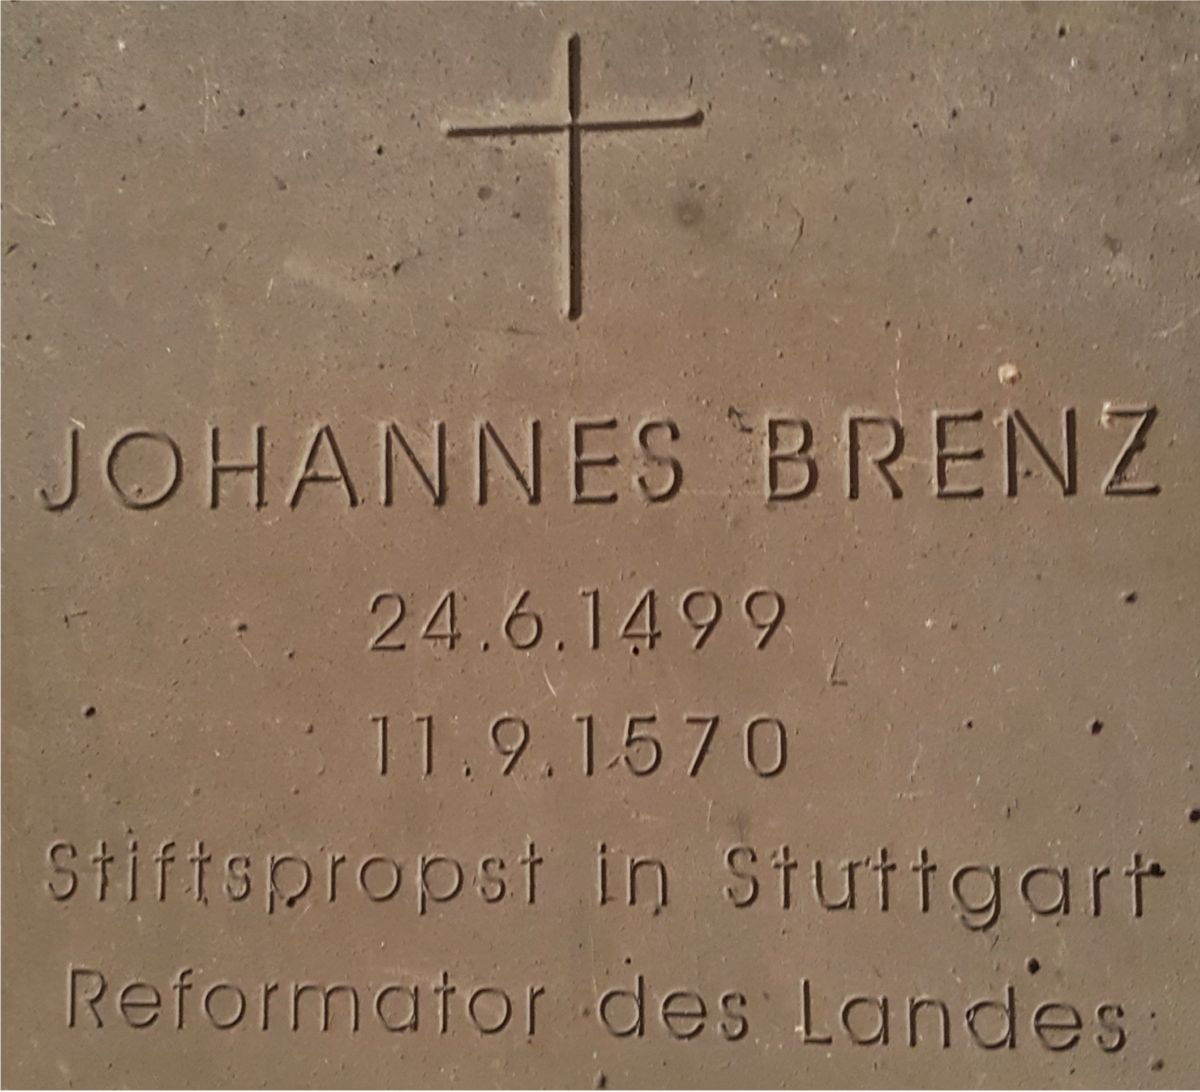 JOHANNES BRENZ
24.6.1499
11.9.1570
Stiftspropst in Stuttgart
Reformator des Landes